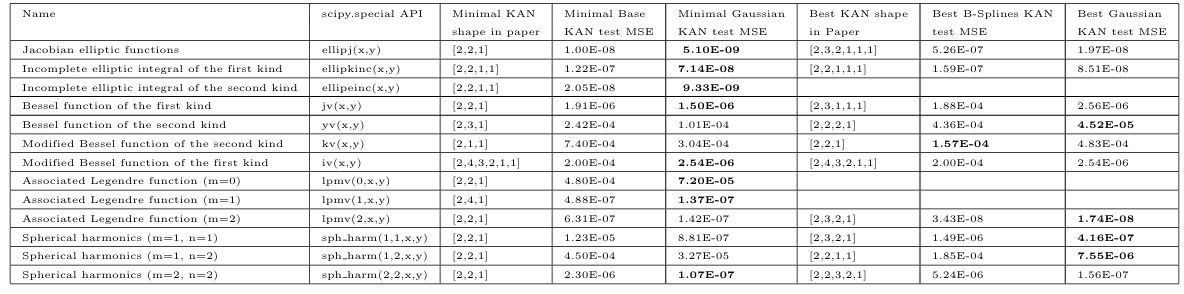 Name scipy.special API Minimal KAN Minimal Base Minimal Gaussian Best KAN shape Best B-Splines KAN Best Gaussian
shape in paper KAN test MSE KAN test MSE in Paper test MSE KAN test MSE
Jacobian elliptic functions ellipj(x,y) [2,2,1] 1.00E-08 5.10E-09 [2,3,2,1,1,1] 5.26E-07 1.97E-08
Incomplete elliptic integral of the first kind ellipkinc(x,y) [2,2,1,1] 1.22E-07 7.14E-08 [2,2,1,1,1] 1.59E-07 8.51E-08
Incomplete elliptic integral of the second kind ellipeinc(x,y) [2,2,1,1] 2.05E-08 9.33E-09
Bessel function of the first kind jv(x,y) [2,2,1] 1.91E-06 1.50E-06 [2,3,1,1,1] 1.88E-04 2.56E-06
Bessel function of the second kind yv(x,y) [2,3,1] 2.42E-04 1.01E-04 [2,2,2,1] 4.36E-04 4.52E-05
Modified Bessel function of the second kind kv(x,y) [2,1,1] 7.40E-04 3.04E-04 [2,2,1] 1.57E-04 4.83E-04
Modified Bessel function of the first kind iv(x,y) [2,4,3,2,1,1] 2.00E-04 2.54E-06 [2,4,3,2,1,1] 2.00E-04 2.54E-06
Associated Legendre function (m=0) lpmv(0,x,y) [2,2,1] 4.80E-04 7.20E-05
Associated Legendre function (m=1) lpmv(1,x,y) [2,4,1] 4.88E-07 1.37E-07
Associated Legendre function (m=2) lpmv(2,x,y) [2,2,1] 6.31E-07 1.42E-07 [2,3,2,1] 3.43E-08 1.74E-08
Spherical harmonics (m=1, n=1) sph_harm(1,1,x,y) [2,2,1] 1.23E-05 8.81E-07 [2,3,2,1] 1.49E-06 4.16E-07
Spherical harmonics (m=1, n=2) sph_harm(1,2,x,y) [2,2,1] 4.50E-04 3.27E-05 [2,2,1,1] 1.85E-04 7.55E-06
Spherical harmonics (m=2, n=2) sph_harm(2,2,x,y) [2,2,1] 2.30E-06 1.07E-07 [2,2,3,2,1] 5.24E-06 1.56E-07